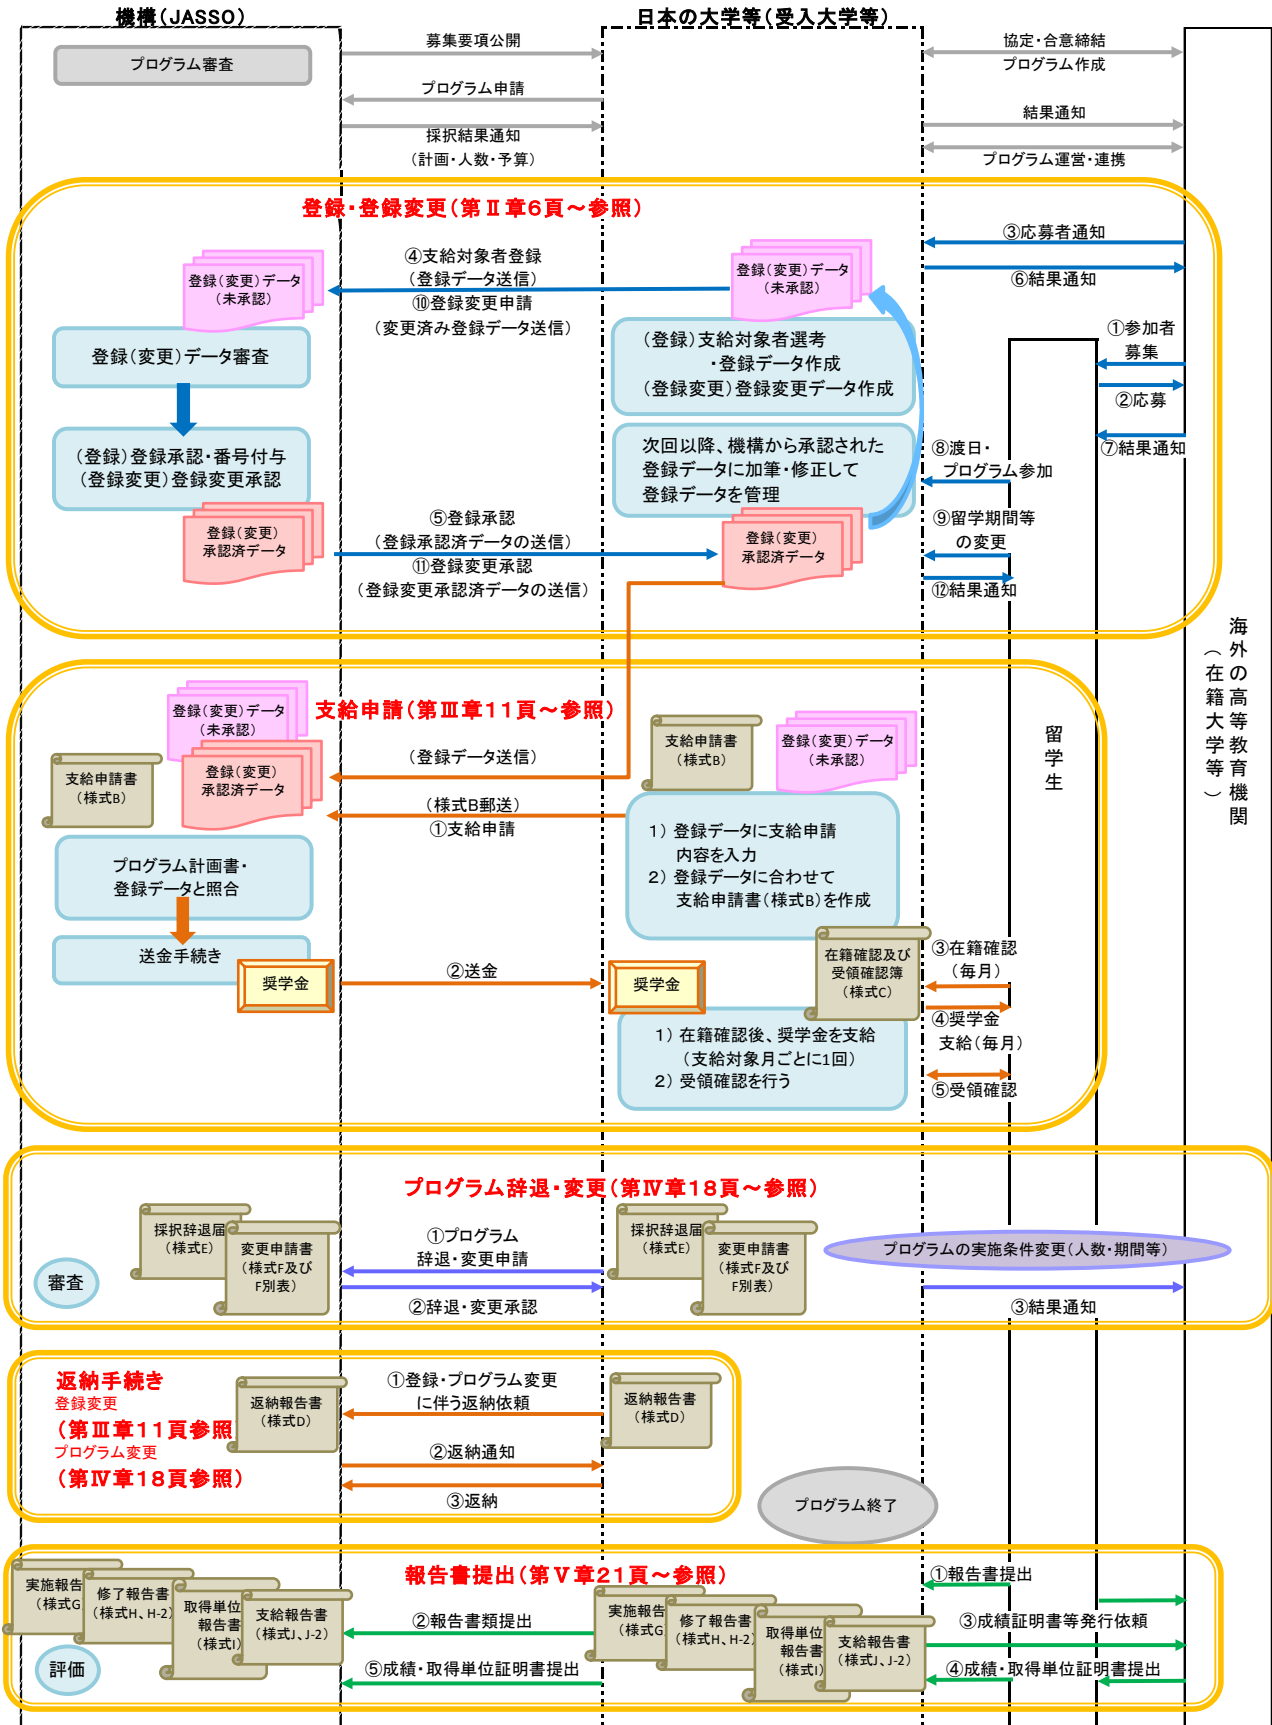 機構(JASSO)
日本の大学等(受入大学等)
プログラム審査
募集要項公開
プログラム申請
採択結果通知
(計画・人数・予算)
協定・合意締結
プログラム作成
結果通知
プログラム運営・連携
登録・登録変更(第Ⅱ章6頁～参照)
登録(変更)データ
(未承認)
④支給対象者登録
(登録データ送信)
⑩登録変更申請
(変更済み登録データ送信)
登録(変更)データ
(未承認)
③応募者通知
⑥結果通知
登録(変更)データ審査
(登録)支給対象者選考
・登録データ作成
(登録変更)登録変更データ作成
①参加者
募集
②応募
⑦結果通知
(登録)登録承認・番号付与
(登録変更)登録変更承認
次回以降、機構から承認された
登録データに加筆・修正して
登録データを管理
⑧渡日・
プログラム参加
登録(変更)
承認済データ
⑤登録承認
(登録承認済データの送信)
⑪登録変更承認
(登録変更承認済データの送信)
登録(変更)
承認済データ
⑨留学期間等
の変更
⑫結果通知
海外の高等教育機関
(在籍大学等)
留学生
支給申請(第Ⅲ章11頁～参照)
登録(変更)データ
(未承認)
支給申請書
(様式B)
登録(変更)
承認済データ
(登録データ送信)
(様式B郵送)
①支給申請
支給申請書
(様式B)
登録(変更)データ
(未承認)
プログラム計画書・
登録データと照合
1) 登録データに支給申請
内容を入力
2) 登録データに合わせて
支給申請書(様式B)を作成
送金手続き
奨学金
②送金
奨学金
在籍確認及び
受領確認簿
(様式C)
③在籍確認
(毎月)
④奨学金
支給(毎月)
⑤受領確認
1) 在籍確認後、奨学金を支給
(支給対象月ごとに1回)
2) 受領確認を行う
プログラム辞退・変更(第Ⅳ章18頁～参照)
採択辞退届
(様式E)
変更申請書
(様式F及び
F別表)
審査
①プログラム
辞退・変更申請
②辞退・変更承認
採択辞退届
(様式E)
変更申請書
(様式F及び
F別表)
プログラムの実施条件変更(人数・期間等)
③結果通知
返納手続き
登録変更
(第Ⅲ章11頁参照)
プログラム変更
(第Ⅳ章18頁参照)
返納報告書
(様式D)
①登録・プログラム変更
に伴う返納依頼
②返納通知
③返納
返納報告書
(様式D)
プログラム終了
報告書提出(第Ⅴ章21頁～参照)
実施報告
(様式G
修了報告書
(様式H、H-2)
取得単位
報告書
(様式I)
支給報告書
(様式J、J-2)
評価
②報告書類提出
⑤成績・取得単位証明書提出
実施報告
(様式G
修了報告書
(様式H、H-2)
取得単位
報告書
(様式I)
支給報告書
(様式J、J-2)
①報告書提出
③成績証明書等発行依頼
④成績・取得単位証明書提出